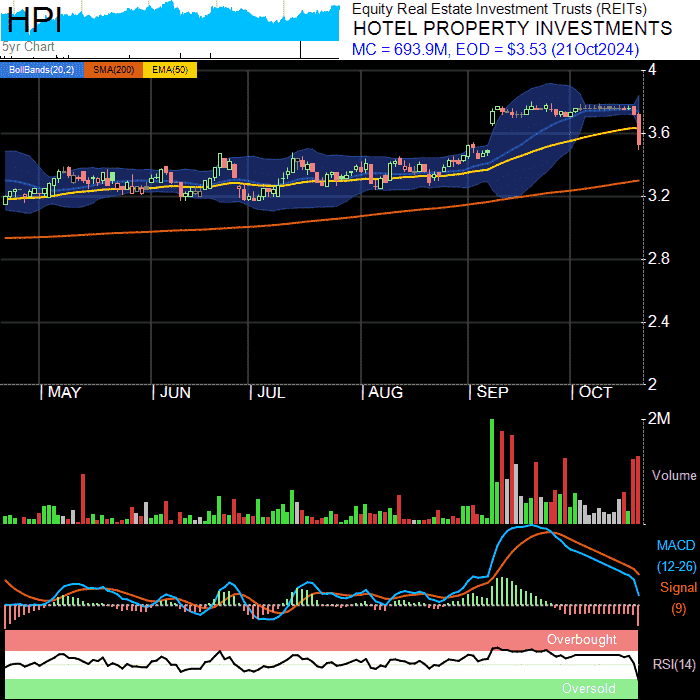 HPI
5yr Chart
Equity Real Estate Investment Trusts (REITs)
HOTEL PROPERTY INVESTMENTS
MC = 693.9M, EOD = $3.53 (21Oct2024)
BollBands(20,2) SMA(200) EMA(50)
4
3.6
3.2
2.8
2.4
2
MAY JUN JUL AUG SEP OCT
2M
Volume
MACD
(12-26)
Signal
(9)
Overbought
RSI(14)
Oversold